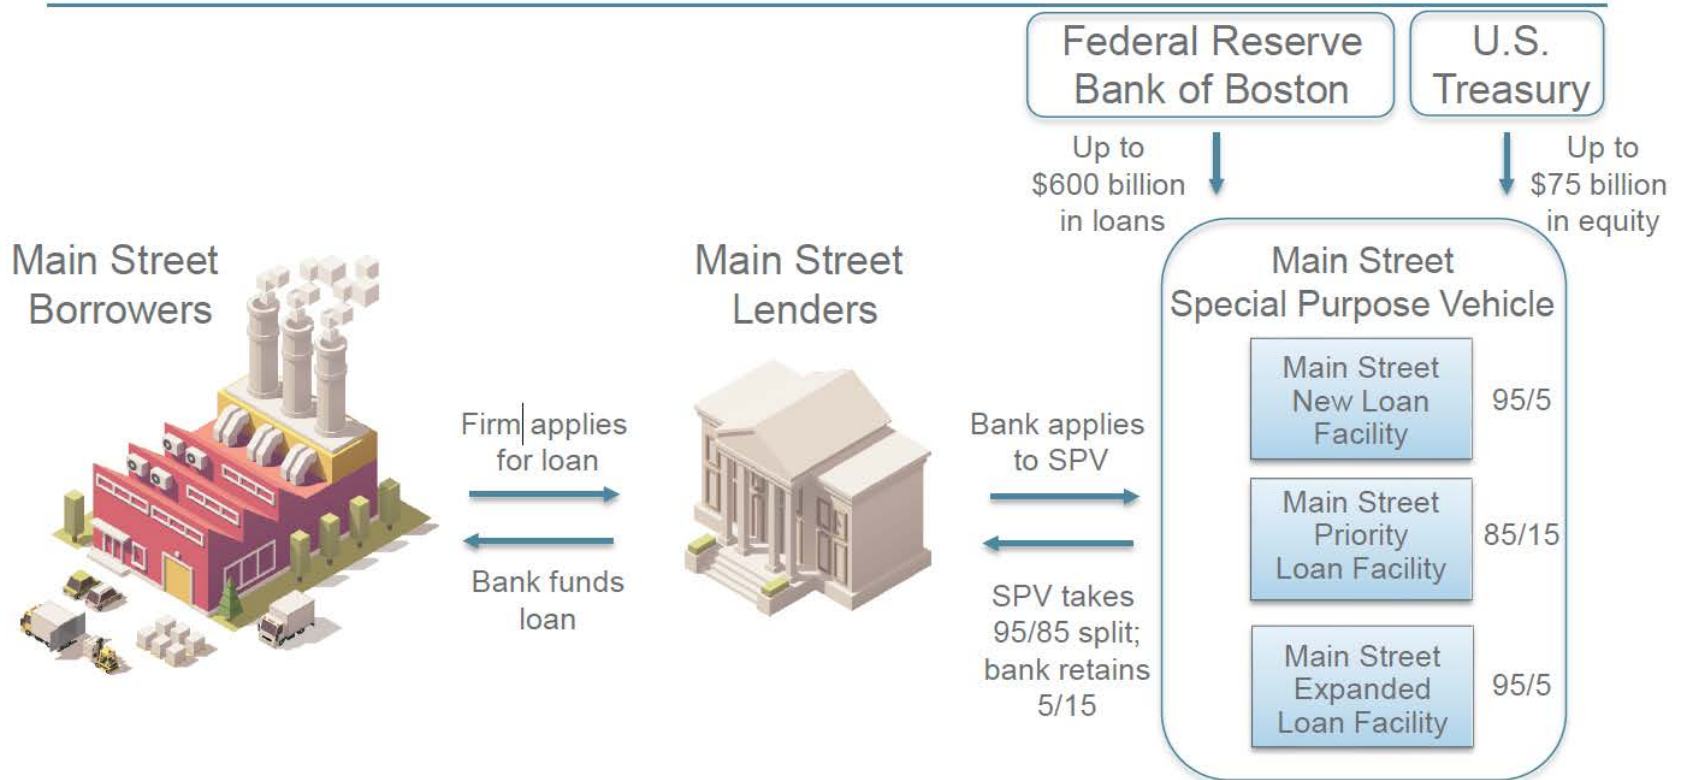 Federal Reserve
Bank of Boston
U.S.
Treasury
Up to
$600 billion
in loans
Up to
$75 billion
in equity
Main Street
Borrowers
Firm applies
for loan
Bank funds
loan
Main Street
Lenders
Bank applies
to SPV
SPV takes
95/85 split;
bank retains
5/15
Main Street
Special Purpose Vehicle
Main Street
New Loan
Facility
95/5
Main Street
Priority
Loan Facility
85/15
Main Street
Expanded
Loan Facility
95/5